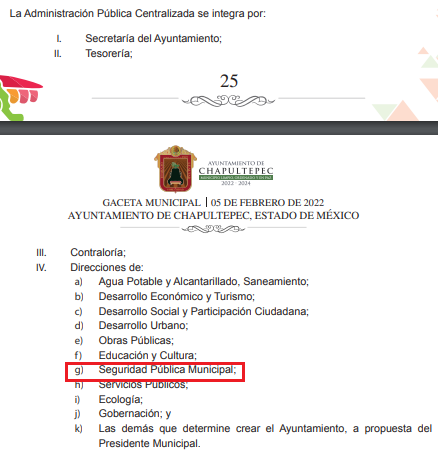 La Administración Pública Centralizada se integra por:
I. Secretaría del Ayuntamiento;
II. Tesorería;
25
AYUNTAMIENTO DE
CHAPULTEPEC
2022 - 2024
GACETA MUNICIPAL | 05 DE FEBRERO DE 2022
AYUNTAMIENTO DE CHAPULTEPEC, ESTADO DE MÉXICO
III. Contraloría;
IV. Direcciones de:
a) Agua Potable y Alcantarillado, Saneamiento;
b) Desarrollo Económico y Turismo;
c) Desarrollo Social y Participación Ciudadana;
d) Desarrollo Urbano;
e) Obras Públicas;
f) Educación y Cultura;
g) Seguridad Pública Municipal;
h) Servicios Públicos;
i) Ecología;
j) Gobernación; y
k) Las demás que determine crear el Ayuntamiento, a propuesta del
Presidente Municipal.